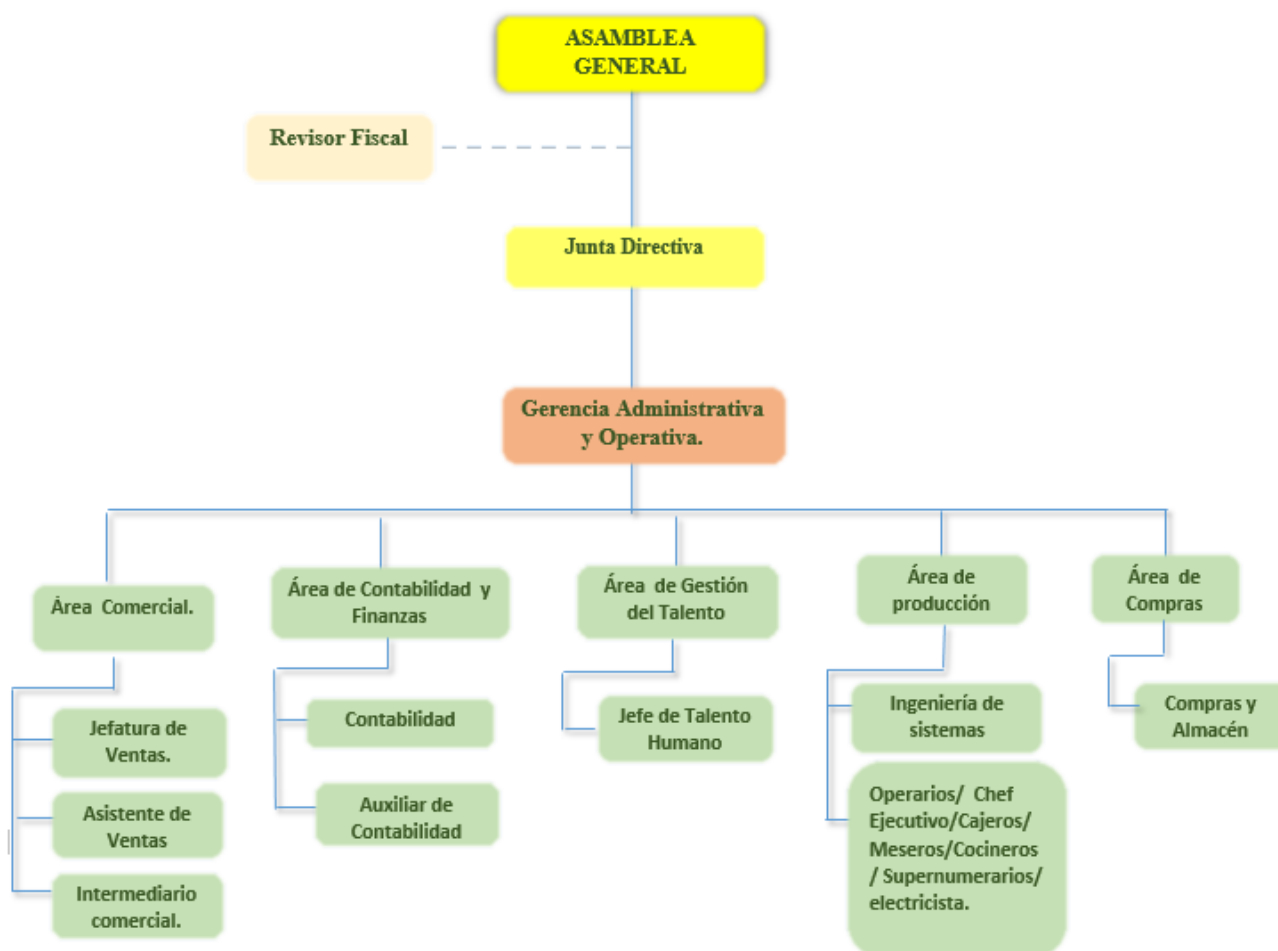 ASAMBLEA
GENERAL
Revisor Fiscal
Junta Directiva
Gerencia Administrativa
y Operativa.
Área Comercial.
Jefatura de
Ventas.
Asistente de
Ventas
Intermediario
comercial.
Área de Contabilidad y
Finanzas
Contabilidad
Auxiliar de
Contabilidad
Área de Gestión
del Talento
Jefe de Talento
Humano
Área de
producción
Ingeniería de
sistemas
Operarios/ Chef
Ejecutivo/Cajeros/
Meseros/Cocineros
/ Supernumerarios/
electricista.
Área de
Compras
Compras y
Almacén